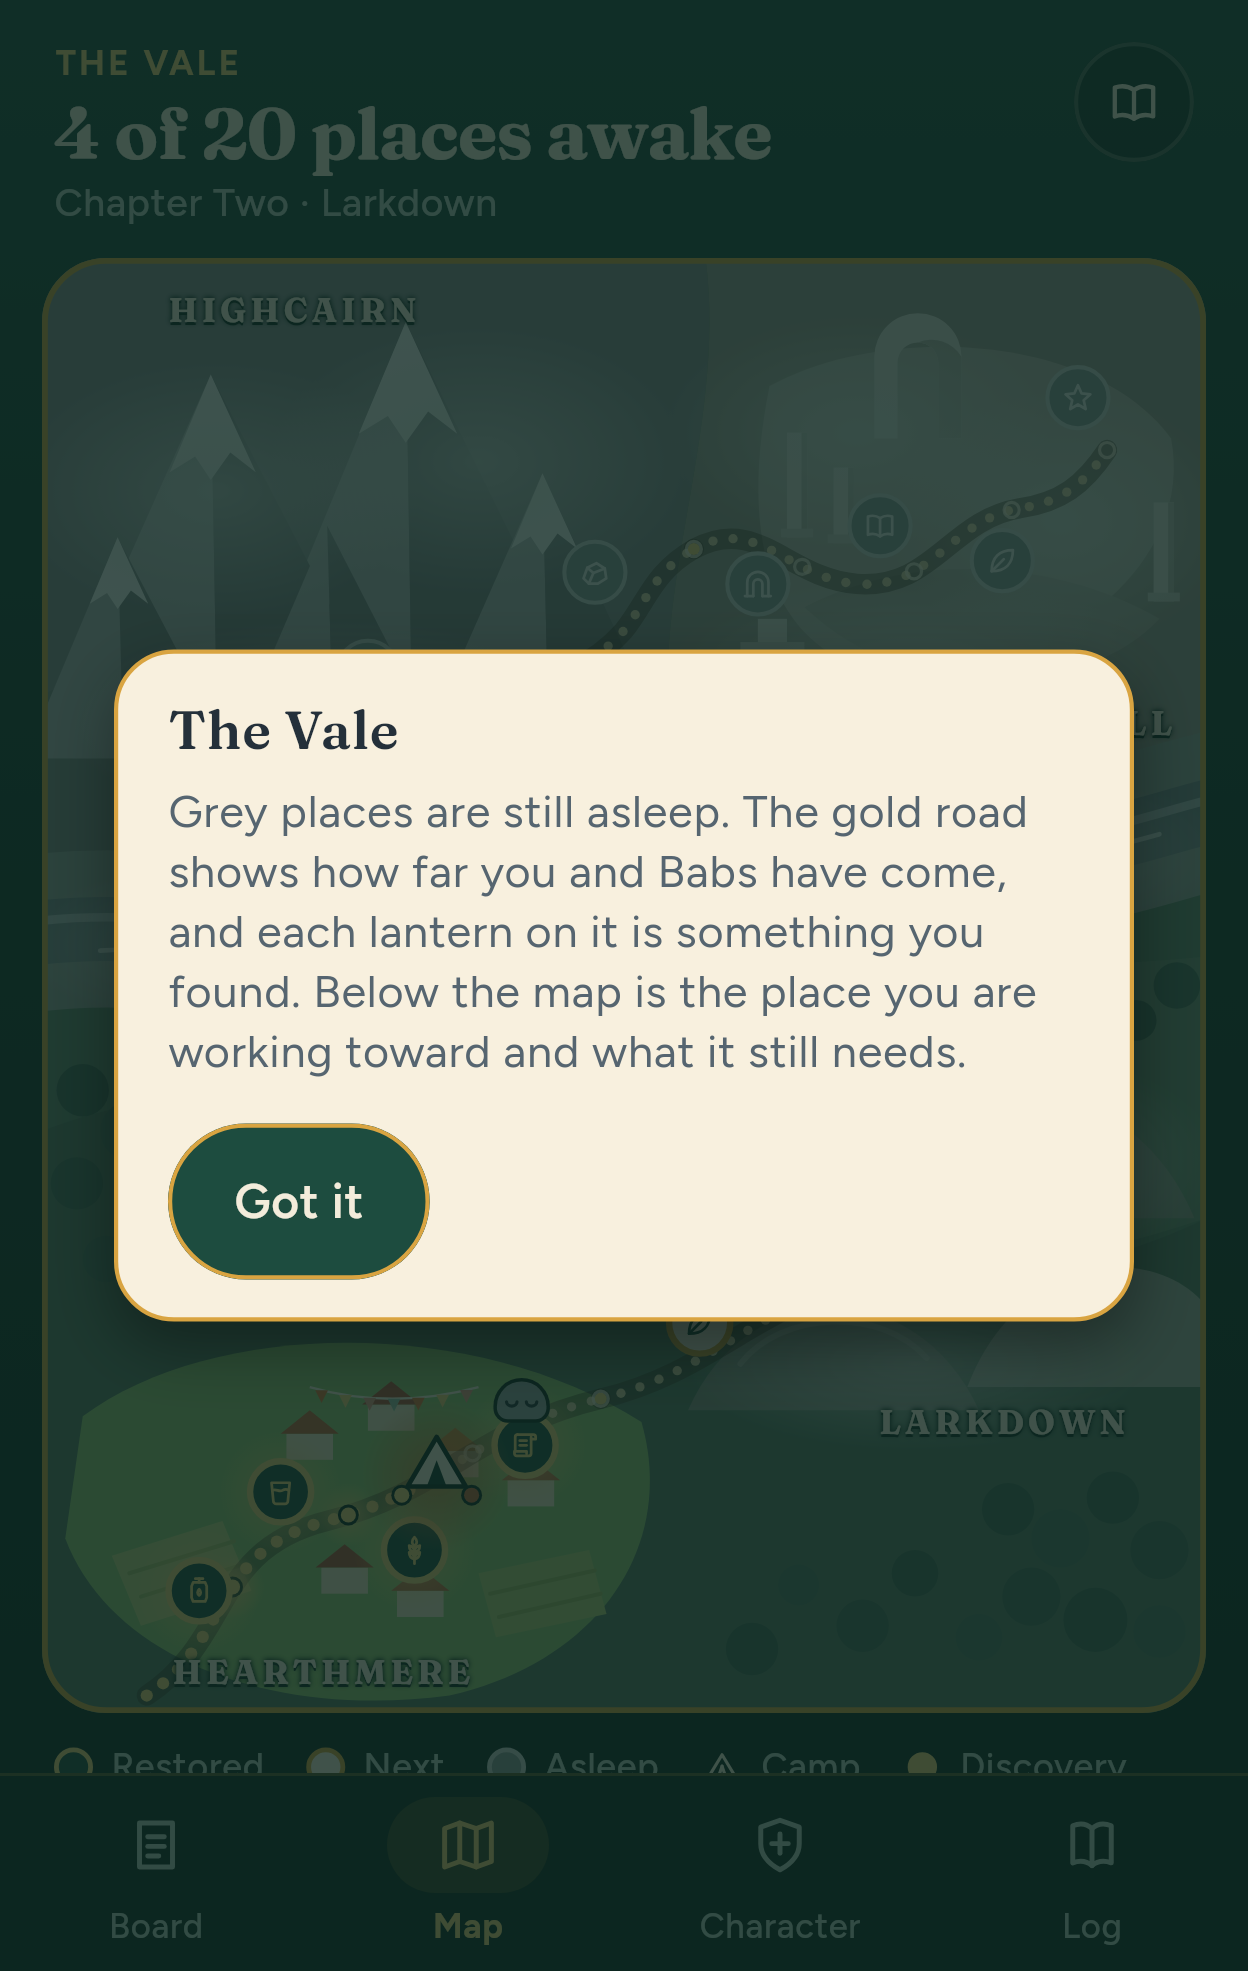 THE VALE
4 of 20 places awake
Chapter Two · Larkdown
HIGHCAIRN
The Vale
Grey places are still asleep. The gold road
shows how far you and Babs have come,
and each lantern on it is something you
found. Below the map is the place you are
working toward and what it still needs.
Got it
LARKDOWN
HEARTHMERE
Restored Next Asleep Camp Discovery
Board Map Character Log